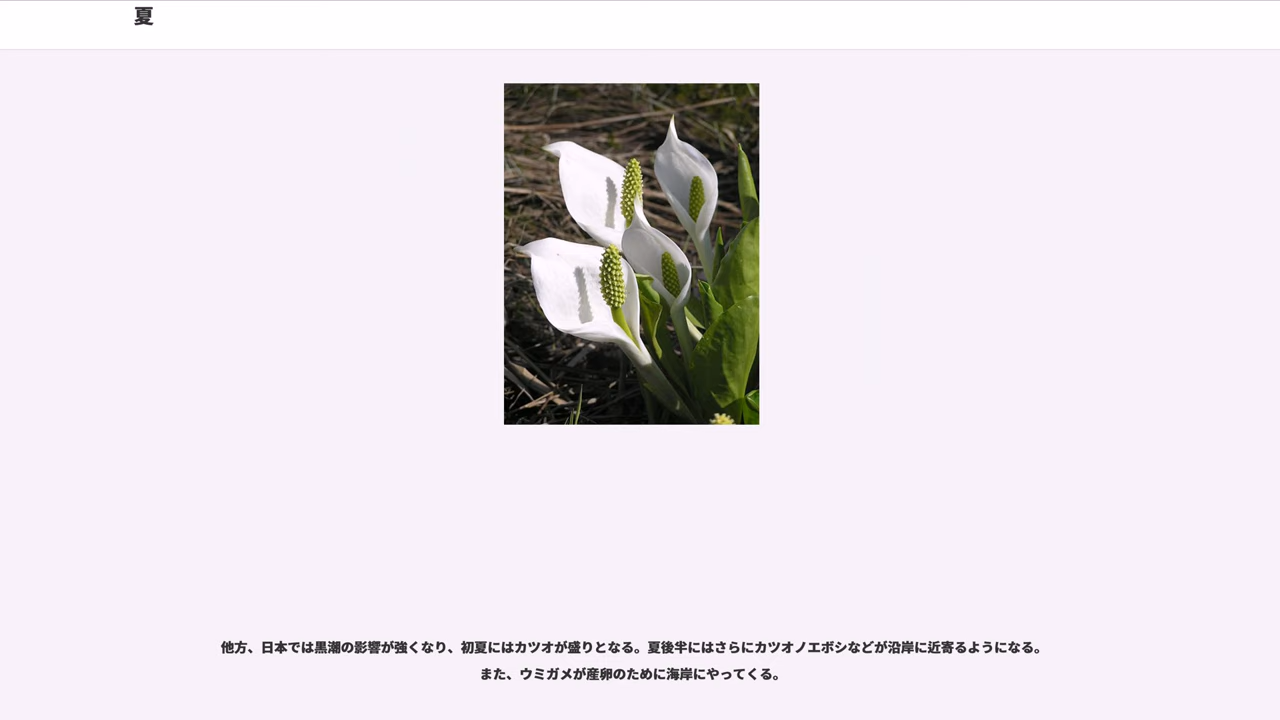 夏
他方、日本では黒潮の影響が強くなり、初夏にはカツオが盛りとなる。夏後半にはさらにカツオノエボシなどが沿岸に近寄るようになる。
また、ウミガメが産卵のために海岸にやってくる。